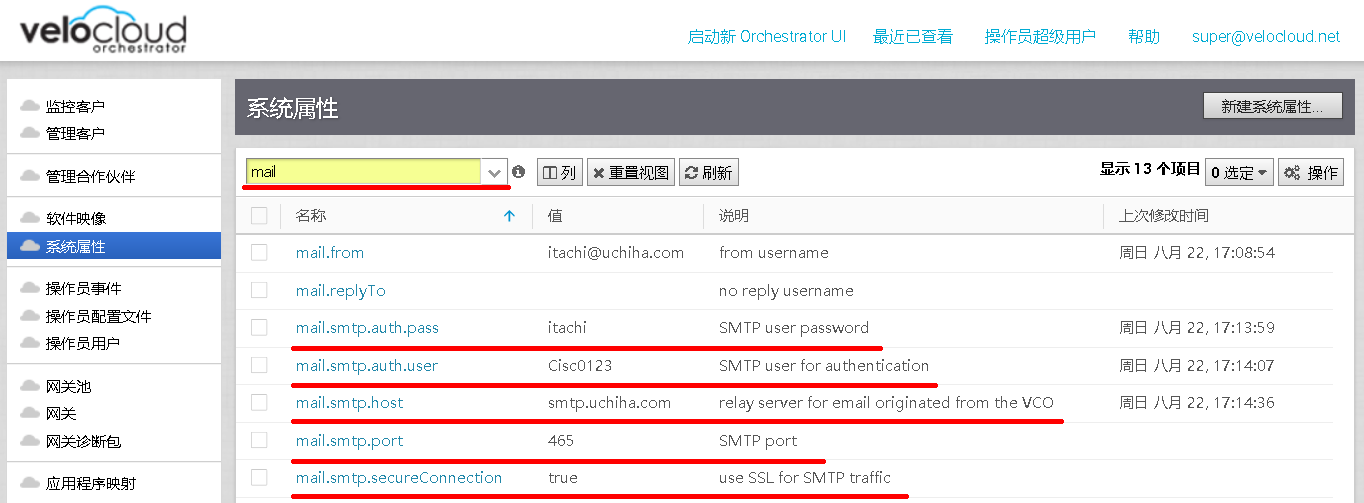 velocloud
orchestrator
启动新 Orchestrator UI 最近已查看 操作员超级用户 帮助 super@velocloud.net
监控客户
管理客户
管理合作伙伴
软件映像
系统属性
操作员事件
操作员配置文件
操作员用户
网关池
网关
网关诊断包
应用程序映射
系统属性 新建系统属性...
mail 列 重置视图 刷新 显示 13 个项目 0 选定 操作
名称 值 说明 上次修改时间
mail.from itachi@uchiha.com from username 周日 八月 22, 17:08:54
mail.replyTo no reply username
mail.smtp.auth.pass itachi SMTP user password 周日 八月 22, 17:13:59
mail.smtp.auth.user Cisc0123 SMTP user for authentication 周日 八月 22, 17:14:07
mail.smtp.host smtp.uchiha.com relay server for email originated from the VCO 周日 八月 22, 17:14:36
mail.smtp.port 465 SMTP port
mail.smtp.secureConnection true use SSL for SMTP traffic